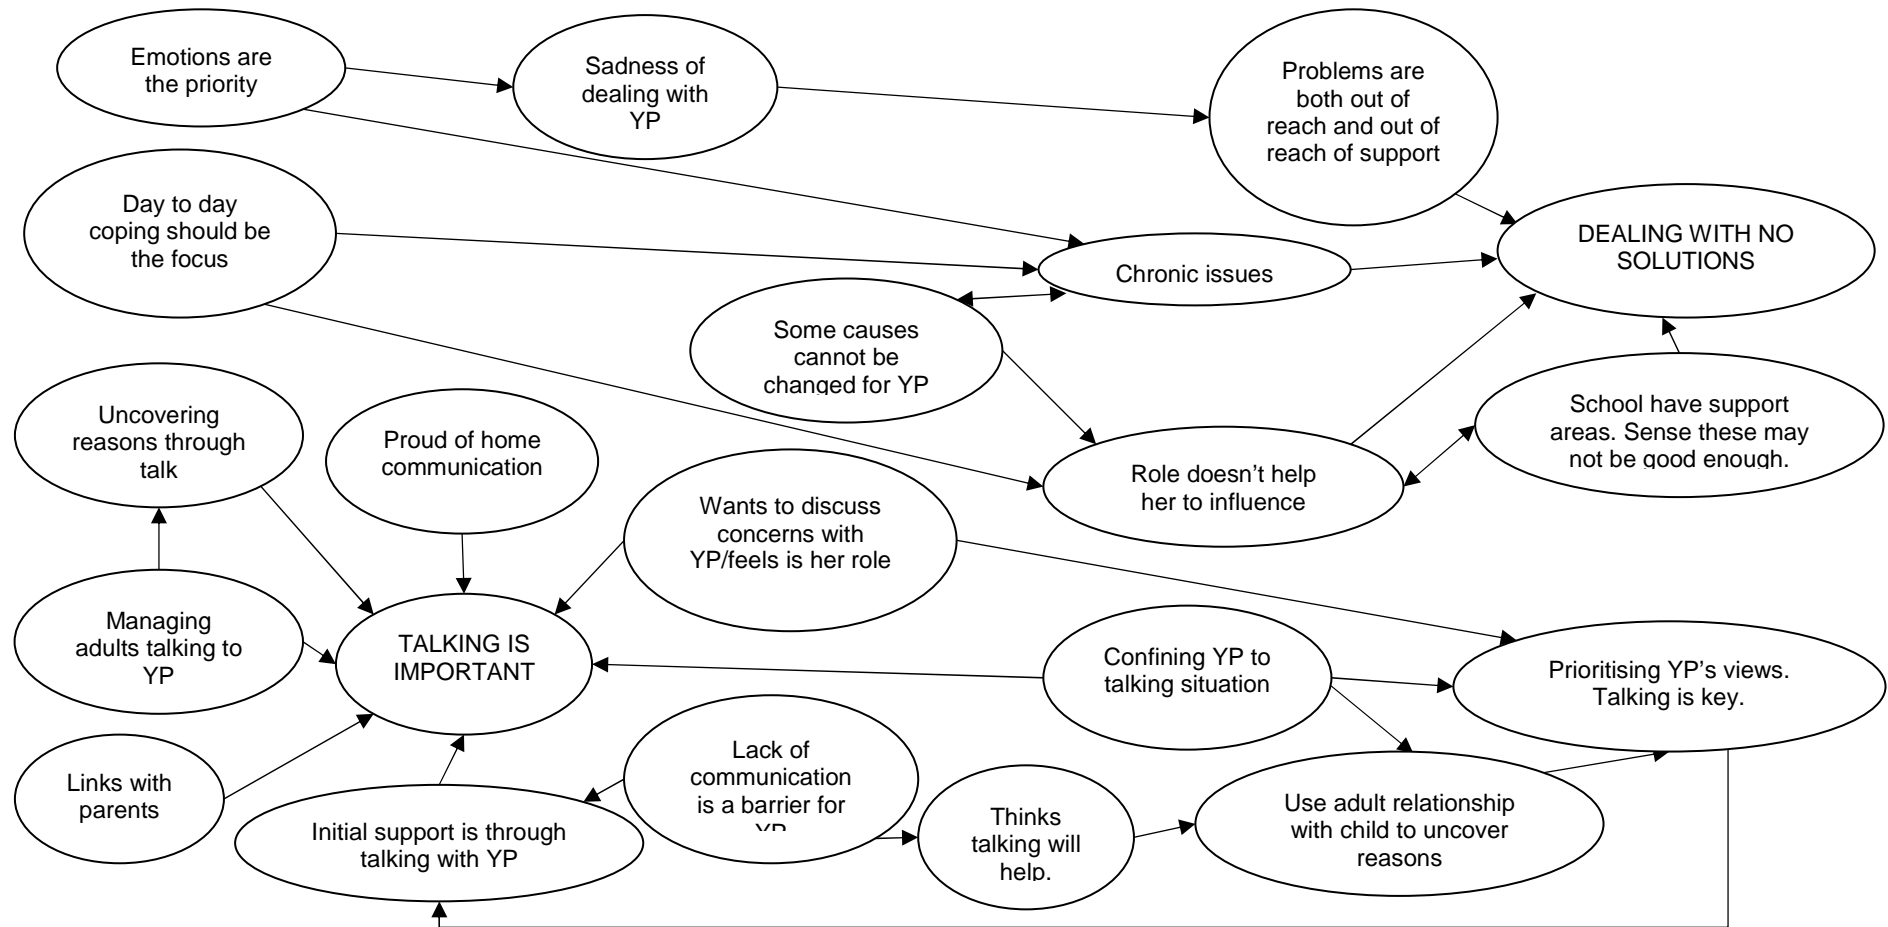 Emotions are
the priority
Sadness of
dealing with
YP
Problems are
both out of
reach and out of
reach of support
Day to day
coping should be
the focus
DEALING WITH NO
SOLUTIONS
Chronic issues
Some causes
cannot be
changed for YP
Uncovering
reasons through
talk
Proud of home
communication
School have support
areas. Sense these may
not be good enough.
Role doesn’t help
her to influence
Wants to discuss
concerns with
YP/feels is her role
Managing
adults talking to
YP
TALKING IS
IMPORTANT
Confining YP to
talking situation
Prioritising YP’s views.
Talking is key.
Links with
parents
Lack of
communication
is a barrier for
YP
Initial support is through
talking with YP
Thinks
talking will
help.
Use adult relationship
with child to uncover
reasons